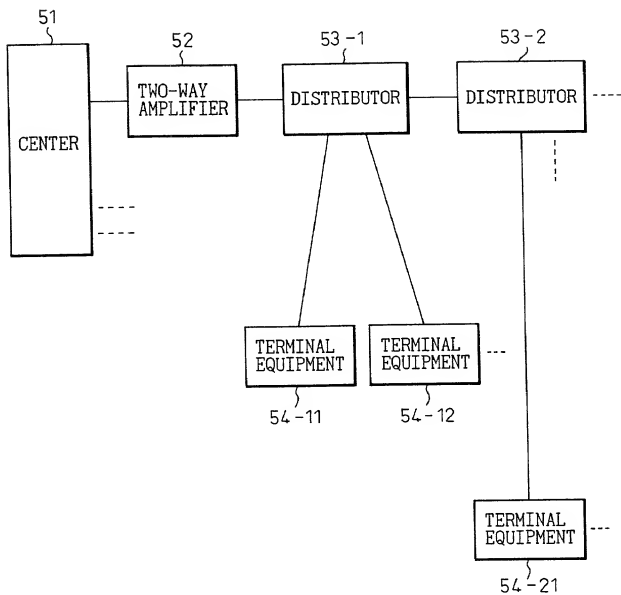 51
52
53-1
53-2
CENTER
TWO-WAY
AMPLIFIER
DISTRIBUTOR
DISTRIBUTOR
TERMINAL
EQUIPMENT
TERMINAL
EQUIPMENT
54-11
54-12
TERMINAL
EQUIPMENT
54-21